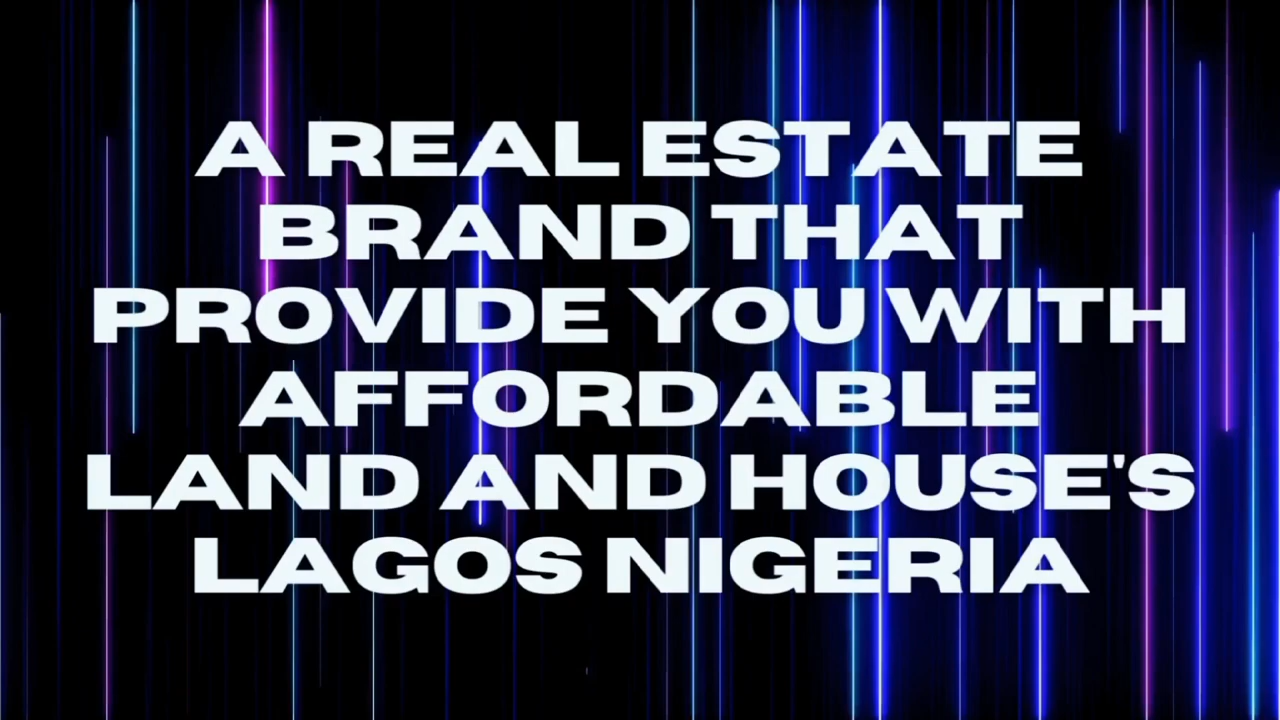 A REAL ESTATE
BRAND THAT
PROVIDE YOU WITH
AFFORDABLE
LAND AND HOUSE'S
LAGOS NIGERIA